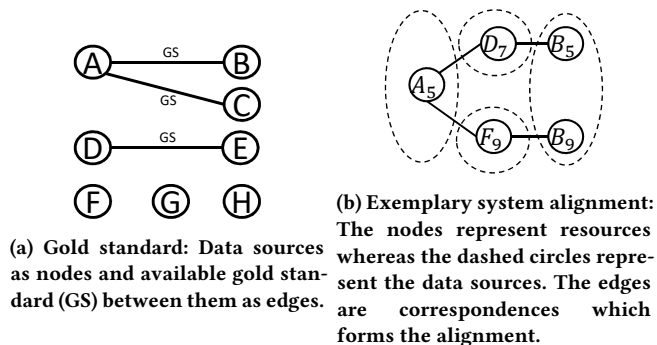 A GS B
GS C
D GS E
F G H
(a) Gold standard: Data sources
as nodes and available gold stan-
dard (GS) between them as edges.
D7 B5
A5
F9 B9
(b) Exemplary system alignment:
The nodes represent resources
whereas the dashed circles repre-
sent the data sources. The edges
are correspondences which
forms the alignment.